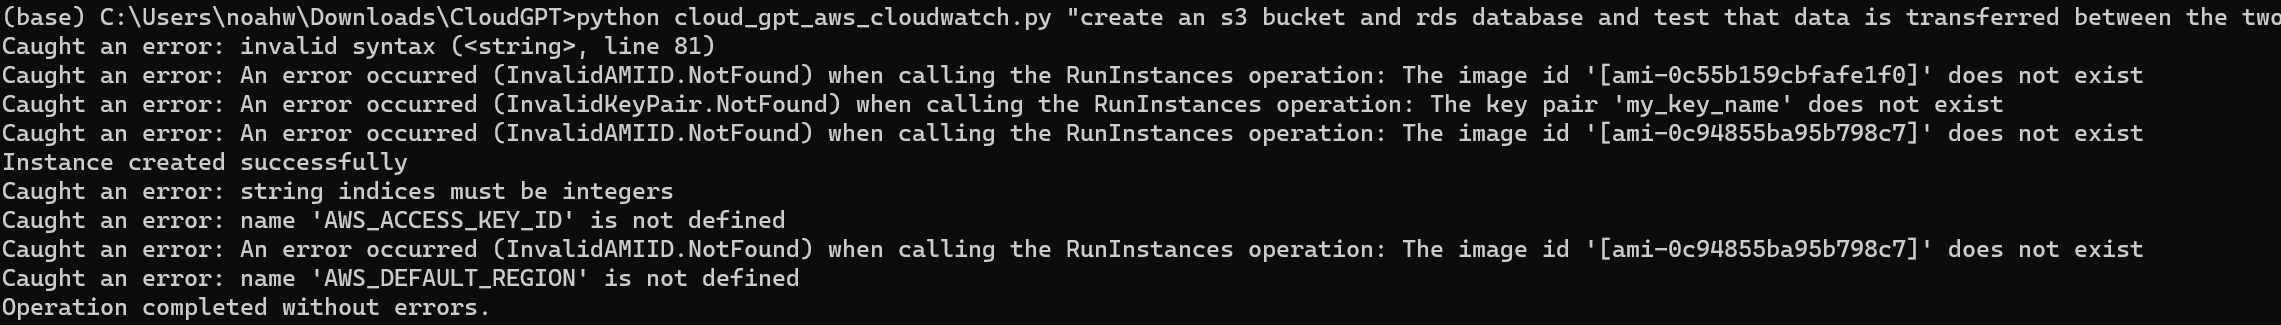 (base) C:\Users\noahw\Downloads\CloudGPT>python cloud_gpt_aws_cloudwatch.py "create an s3 bucket and rds database and test that data is transferred between the two
Caught an error: invalid syntax (<string>, line 81)
Caught an error: An error occurred (InvalidAMIID.NotFound) when calling the RunInstances operation: The image id '[ami-0c55b159cbfafe1f0]' does not exist
Caught an error: An error occurred (InvalidKeyPair.NotFound) when calling the RunInstances operation: The key pair 'my_key_name' does not exist
Caught an error: An error occurred (InvalidAMIID.NotFound) when calling the RunInstances operation: The image id '[ami-0c94855ba95b798c7]' does not exist
Instance created successfully
Caught an error: string indices must be integers
Caught an error: name 'AWS_ACCESS_KEY_ID' is not defined
Caught an error: An error occurred (InvalidAMIID.NotFound) when calling the RunInstances operation: The image id '[ami-0c94855ba95b798c7]' does not exist
Caught an error: name 'AWS_DEFAULT_REGION' is not defined
Operation completed without errors.